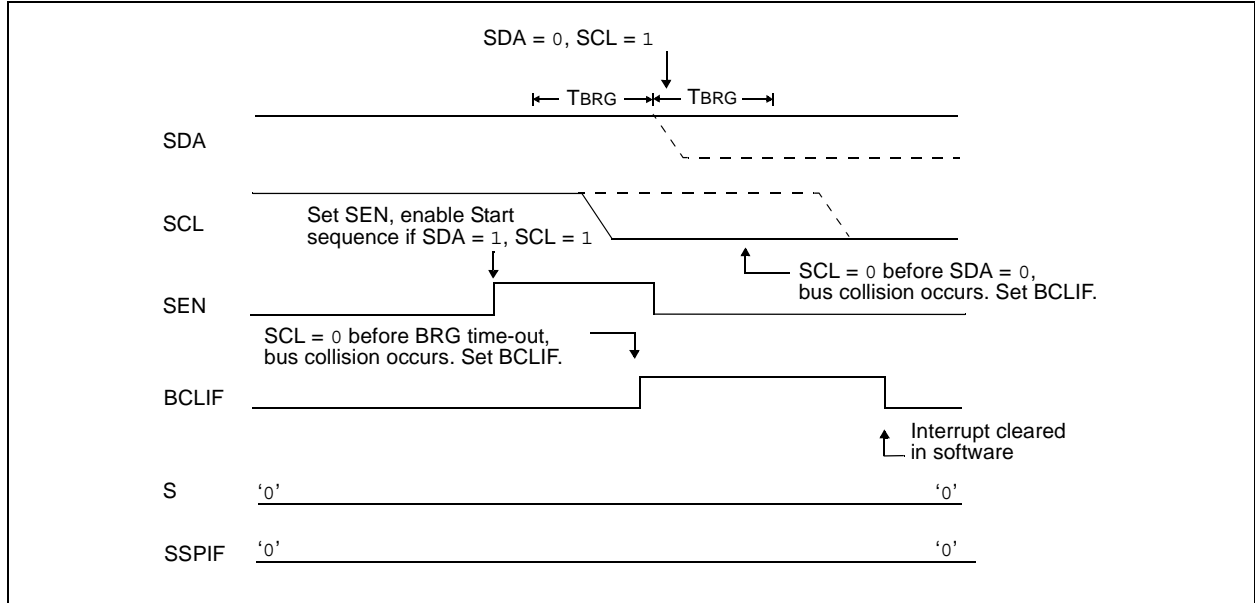 SDA = 0, SCL = 1
TBRG TBRG
SDA
SCL
Set SEN, enable Start
sequence if SDA = 1, SCL = 1
SCL = 0 before SDA = 0,
bus collision occurs. Set BCLIF.
SEN
SCL = 0 before BRG time-out,
bus collision occurs. Set BCLIF.
BCLIF
Interrupt cleared
in software
S ‘0’ ‘0’
SSPIF ‘0’ ‘0’